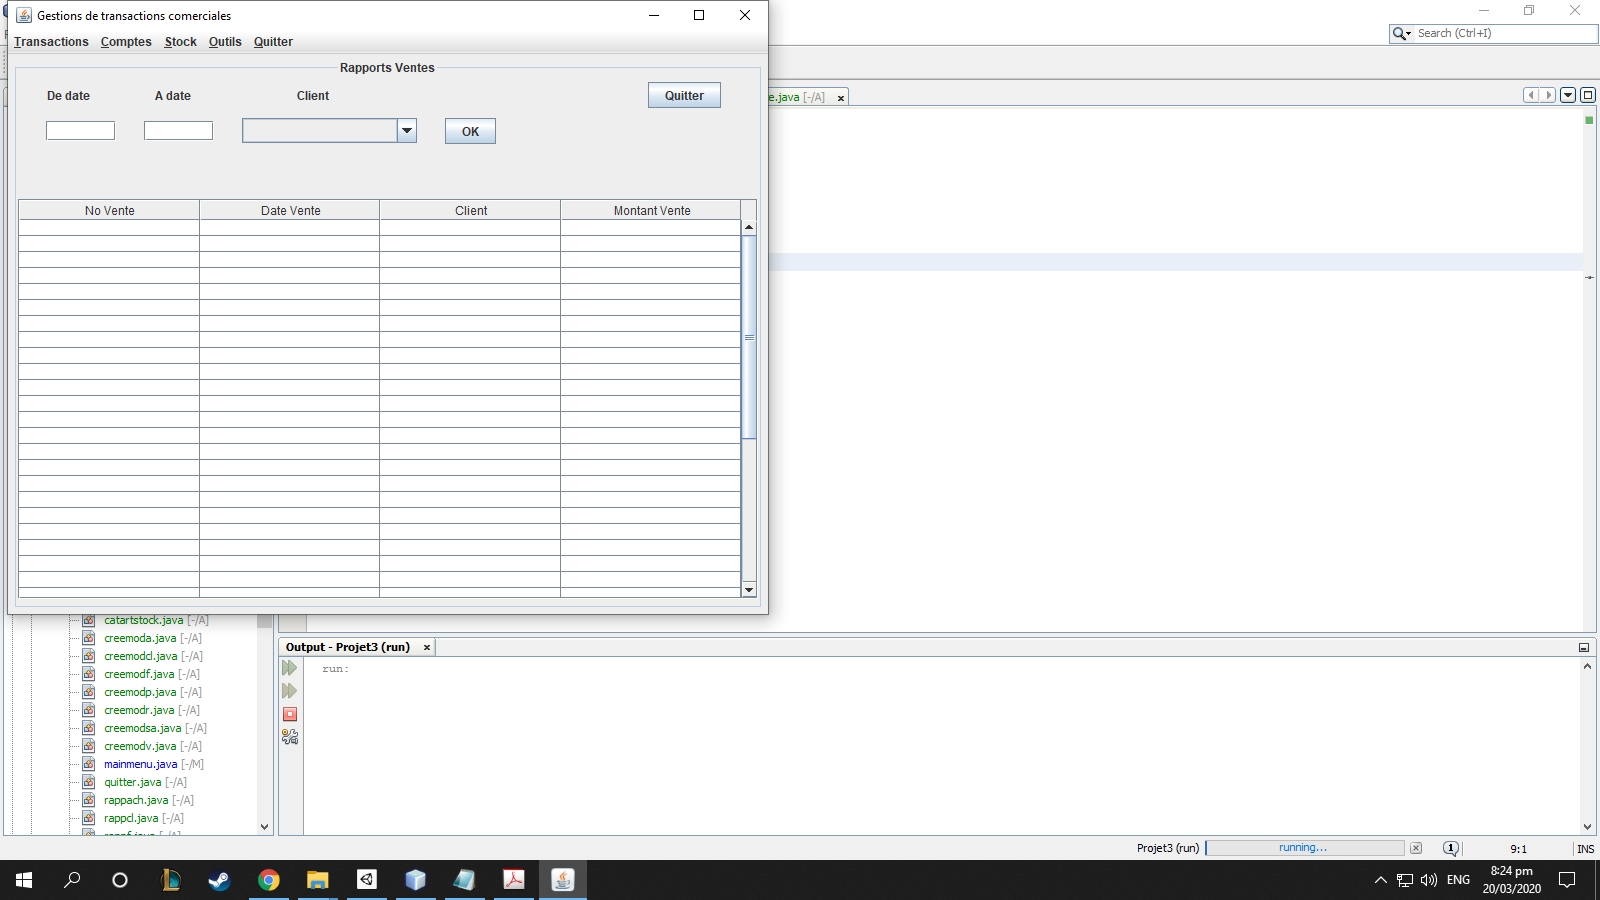 Gestions de transactions comerciales
Transactions Comptes Stock Outils Quitter
Search (Ctrl+I)
Rapports Ventes
De date A date Client Quitter
e.java [-/A]
OK
No Vente Date Vente Client Montant Vente
catartstock.java [-/A]
creemoda.java [-/A]
creemodcl.java [-/A]
creemodf.java [-/A]
creemodp.java [-/A]
creemodr.java [-/A]
creemodsa.java [-/A]
creemodv.java [-/A]
mainmenu.java [-/M]
quitter.java [-/A]
rappach.java [-/A]
rappcl.java [-/A]
Output - Projet3 (run)
run:
Projet3 (run) running... 1 9:1 INS
ENG
8:24 pm
20/03/2020